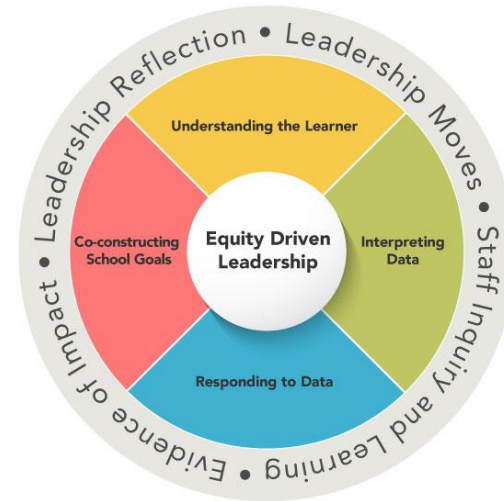 Leadership Reflection • Leadership Moves • Staff Inquiry and Learning • Evidence of Impact •
Understanding the Learner
Co-constructing
School Goals
Equity Driven
Leadership
Interpreting
Data
Responding to Data